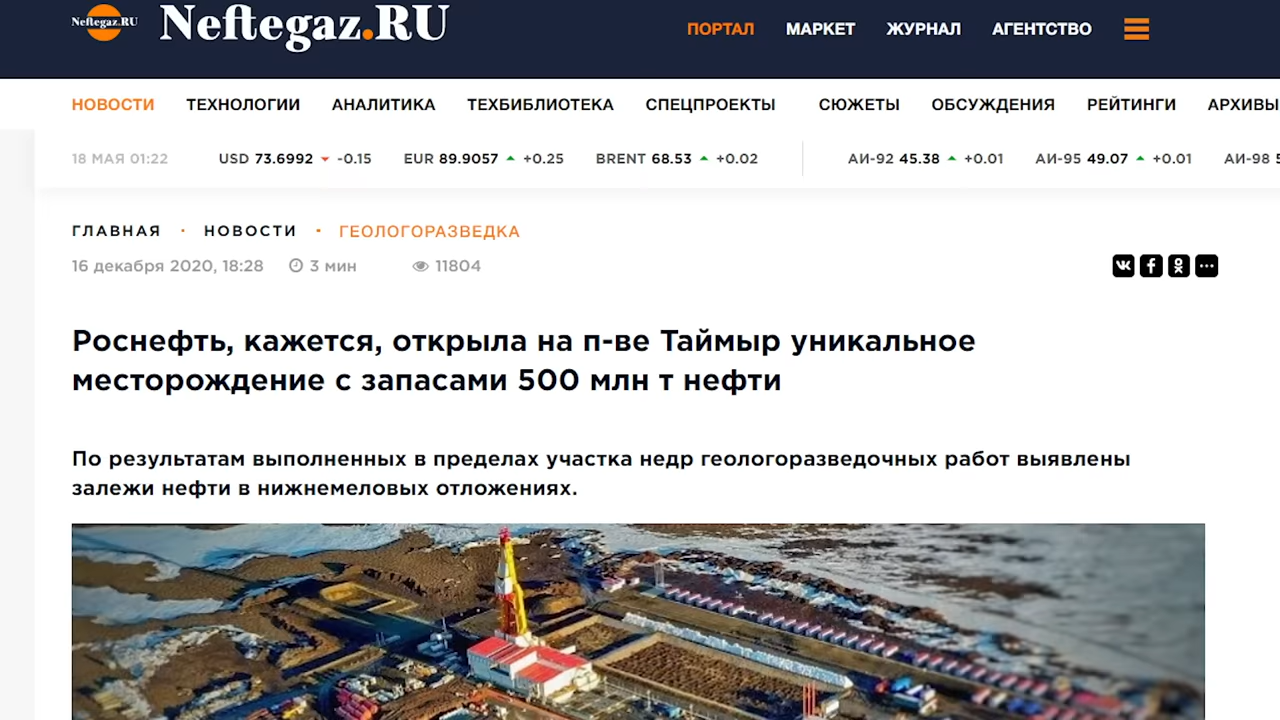 Neftegaz.RU
Neftegaz.RU
ПОРТАЛ МАРКЕТ ЖУРНАЛ АГЕНТСТВО
НОВОСТИ ТЕХНОЛОГИИ АНАЛИТИКА ТЕХБИБЛИОТЕКА СПЕЦПРОЕКТЫ СЮЖЕТЫ ОБСУЖДЕНИЯ РЕЙТИНГИ АРХИВЫ
18 МАЯ 01:22 USD 73.6992 -0.15 EUR 89.9057 +0.25 BRENT 68.53 +0.02 АИ-92 45.38 +0.01 АИ-95 49.07 +0.01 АИ-98
ГЛАВНАЯ • НОВОСТИ • ГЕОЛОГОРАЗВЕДКА
16 декабря 2020, 18:28 3 мин 11804
Роснефть, кажется, открыла на п-ве Таймыр уникальное
месторождение с запасами 500 млн т нефти
По результатам выполненных в пределах участка недр геологоразведочных работ выявлены
залежи нефти в нижнемеловых отложениях.